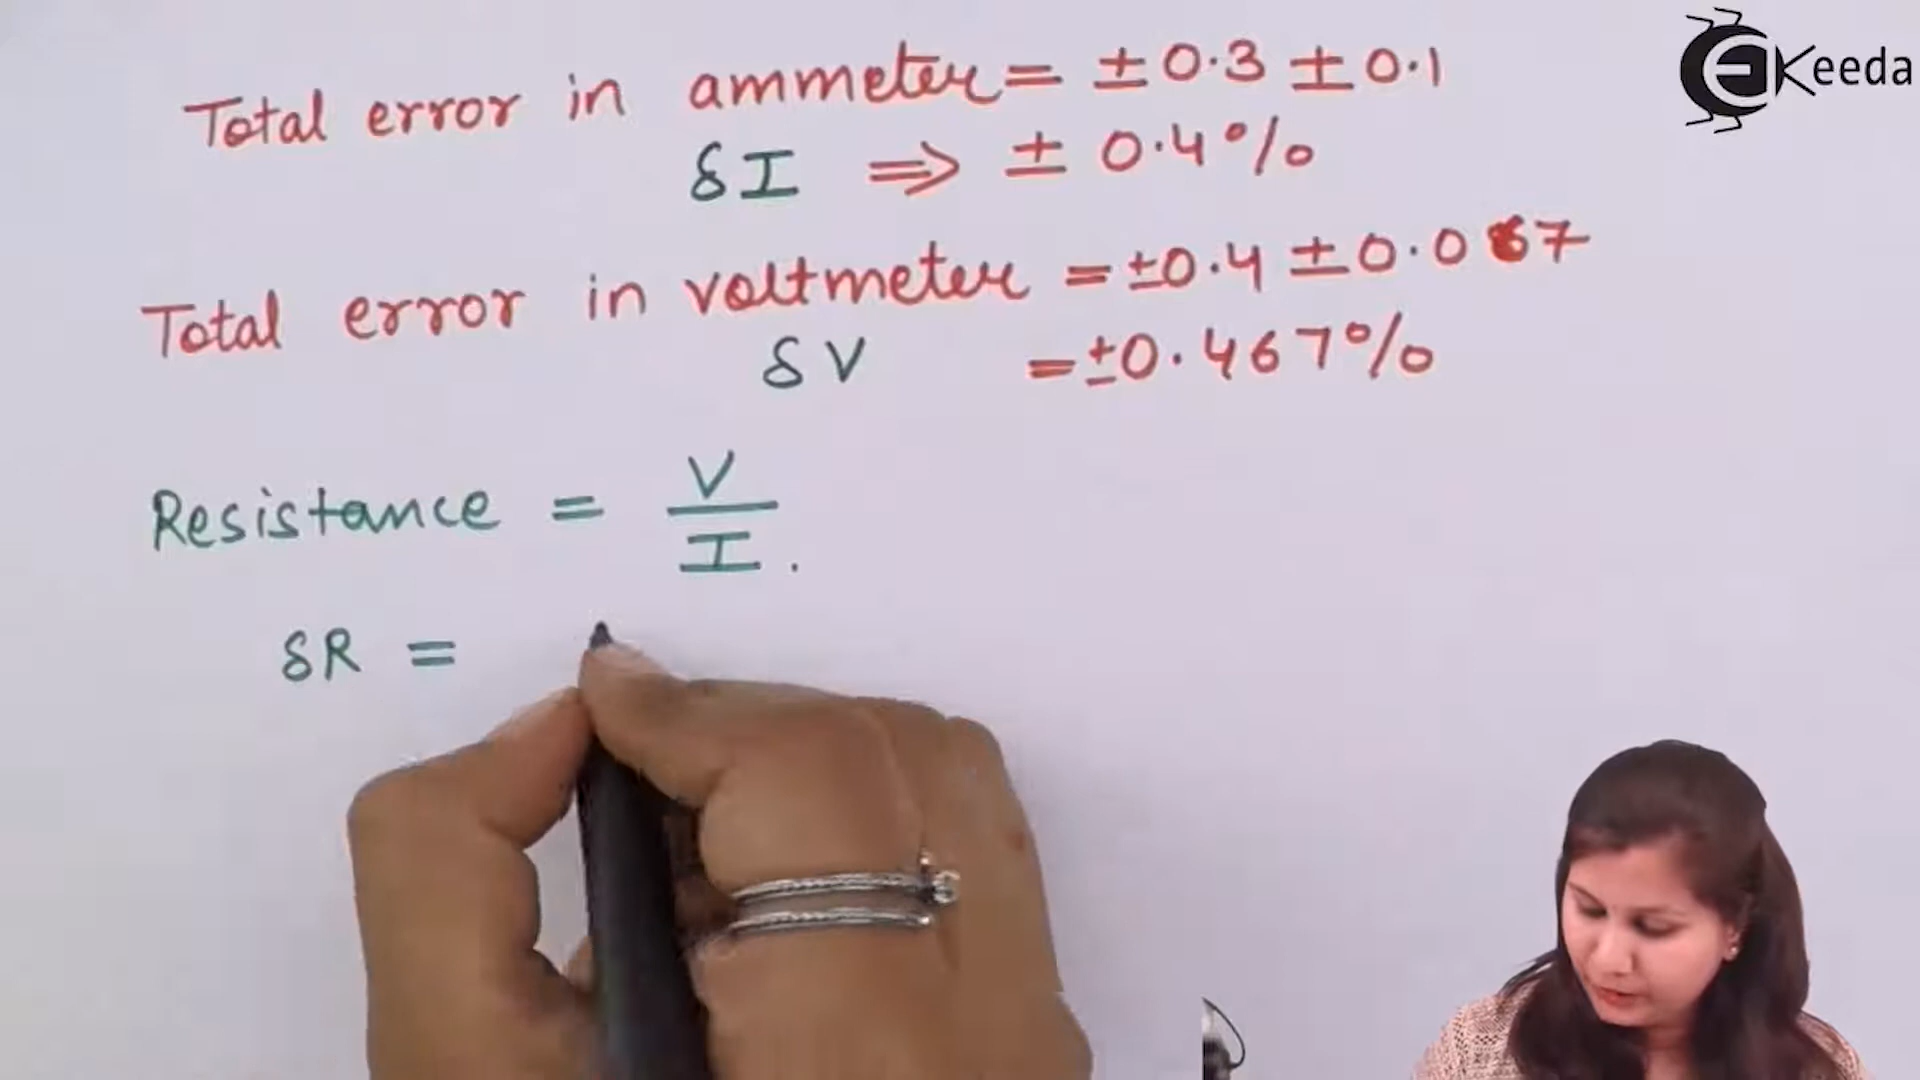 Total error in ammeter = ± 0.3 ± 0.1
δI ⇒ ± 0.4%
Total error in voltmeter = ±0.4 ± 0.067
δV = ±0.467%
Resistance = V/I.
δR =
EKeeda